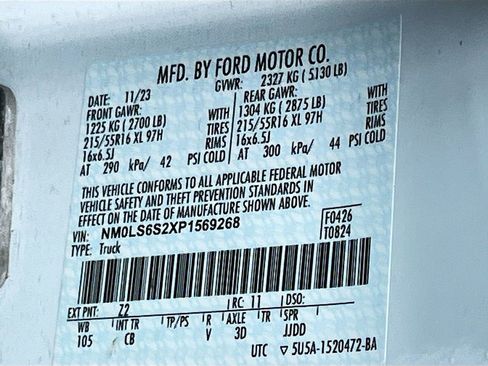 MFD. BY FORD MOTOR CO.
DATE: 11/23 GVWR: 2327 KG (5130 LB)
FRONT GAWR: REAR GAWR:
1225 KG (2700 LB) WITH 1304 KG (2875 LB) WITH
215/55R16 XL 97H TIRES 215/55R16 XL 97H TIRES
16x6.5J RIMS 16x6.5J RIMS
AT 290 kPa/ 42 PSI COLD AT 300 kPa/ 44 PSI COLD
THIS VEHICLE CONFORMS TO ALL APPLICABLE FEDERAL MOTOR
VEHICLE SAFETY AND THEFT PREVENTION STANDARDS IN
EFFECT ON THE DATE OF MANUFACTURE SHOWN ABOVE.
VIN: NM0LS6S2XP1569268 F0426
TYPE: Truck T0824
EXT PNT: Z2 RC: 11 DSO:
WB INT TR TP/PS R AXLE TR SPR
105 CB V 3D JJDD
UTC ▽ 5U5A-1520472-BA